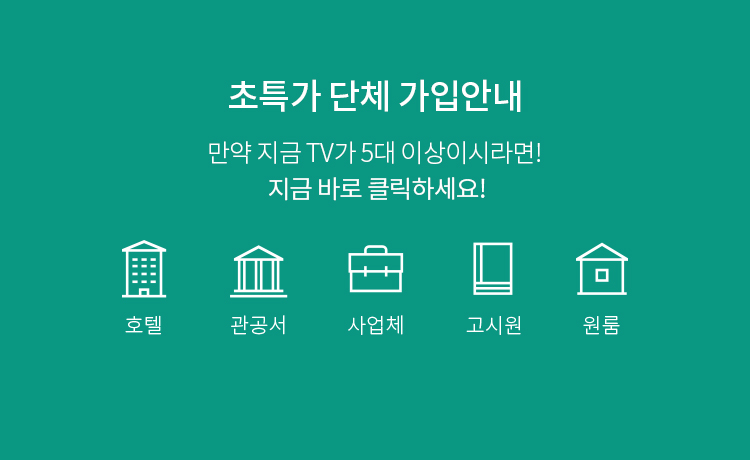 초특가 단체 가입안내
만약 지금 TV가 5대 이상이시라면!
지금 바로 클릭하세요!
호텔 관공서 사업체 고시원 원룸